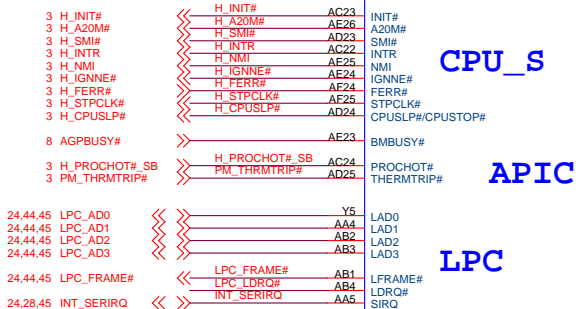 3 H_INIT# H_INIT# AC23 INIT#
3 H_A20M# H_A20M# AE26 A20M#
3 H_SMI# H_SMI# AD23 SMI#
3 H_INTR H_INTR AC22 INTR
3 H_NMI H_NMI AE25 NMI
3 H_IGNNE# H_IGNNE# AE24 IGNNE#
3 H_FERR# H_FERR# AF24 FERR#
3 H_STPCLK# H_STPCLK# AF25 STPCLK#
3 H_CPUSLP# H_CPUSLP# AD24 CPUSLP#/CPUSTOP#
CPU_S
8 AGPBUSY# AF23 BMBUSY#
3 H_PROCHOT#_SB H_PROCHOT#_SB AC24 PROCHOT#
3 PM_THRMTRIP# PM_THRMTRIP# AD25 THERMTRIP#
APIC
24,44,45 LPC_AD0 Y5 LAD0
24,44,45 LPC_AD1 AA4 LAD1
24,44,45 LPC_AD2 AB2 LAD2
24,44,45 LPC_AD3 AB3 LAD3
LPC
24,44,45 LPC_FRAME# LPC_FRAME# AB1 LFRAME#
LPC_LDRQ# AB4 LDRQ#
24,28,45 INT_SERIRQ INT_SERIRQ AA5 SIRQ